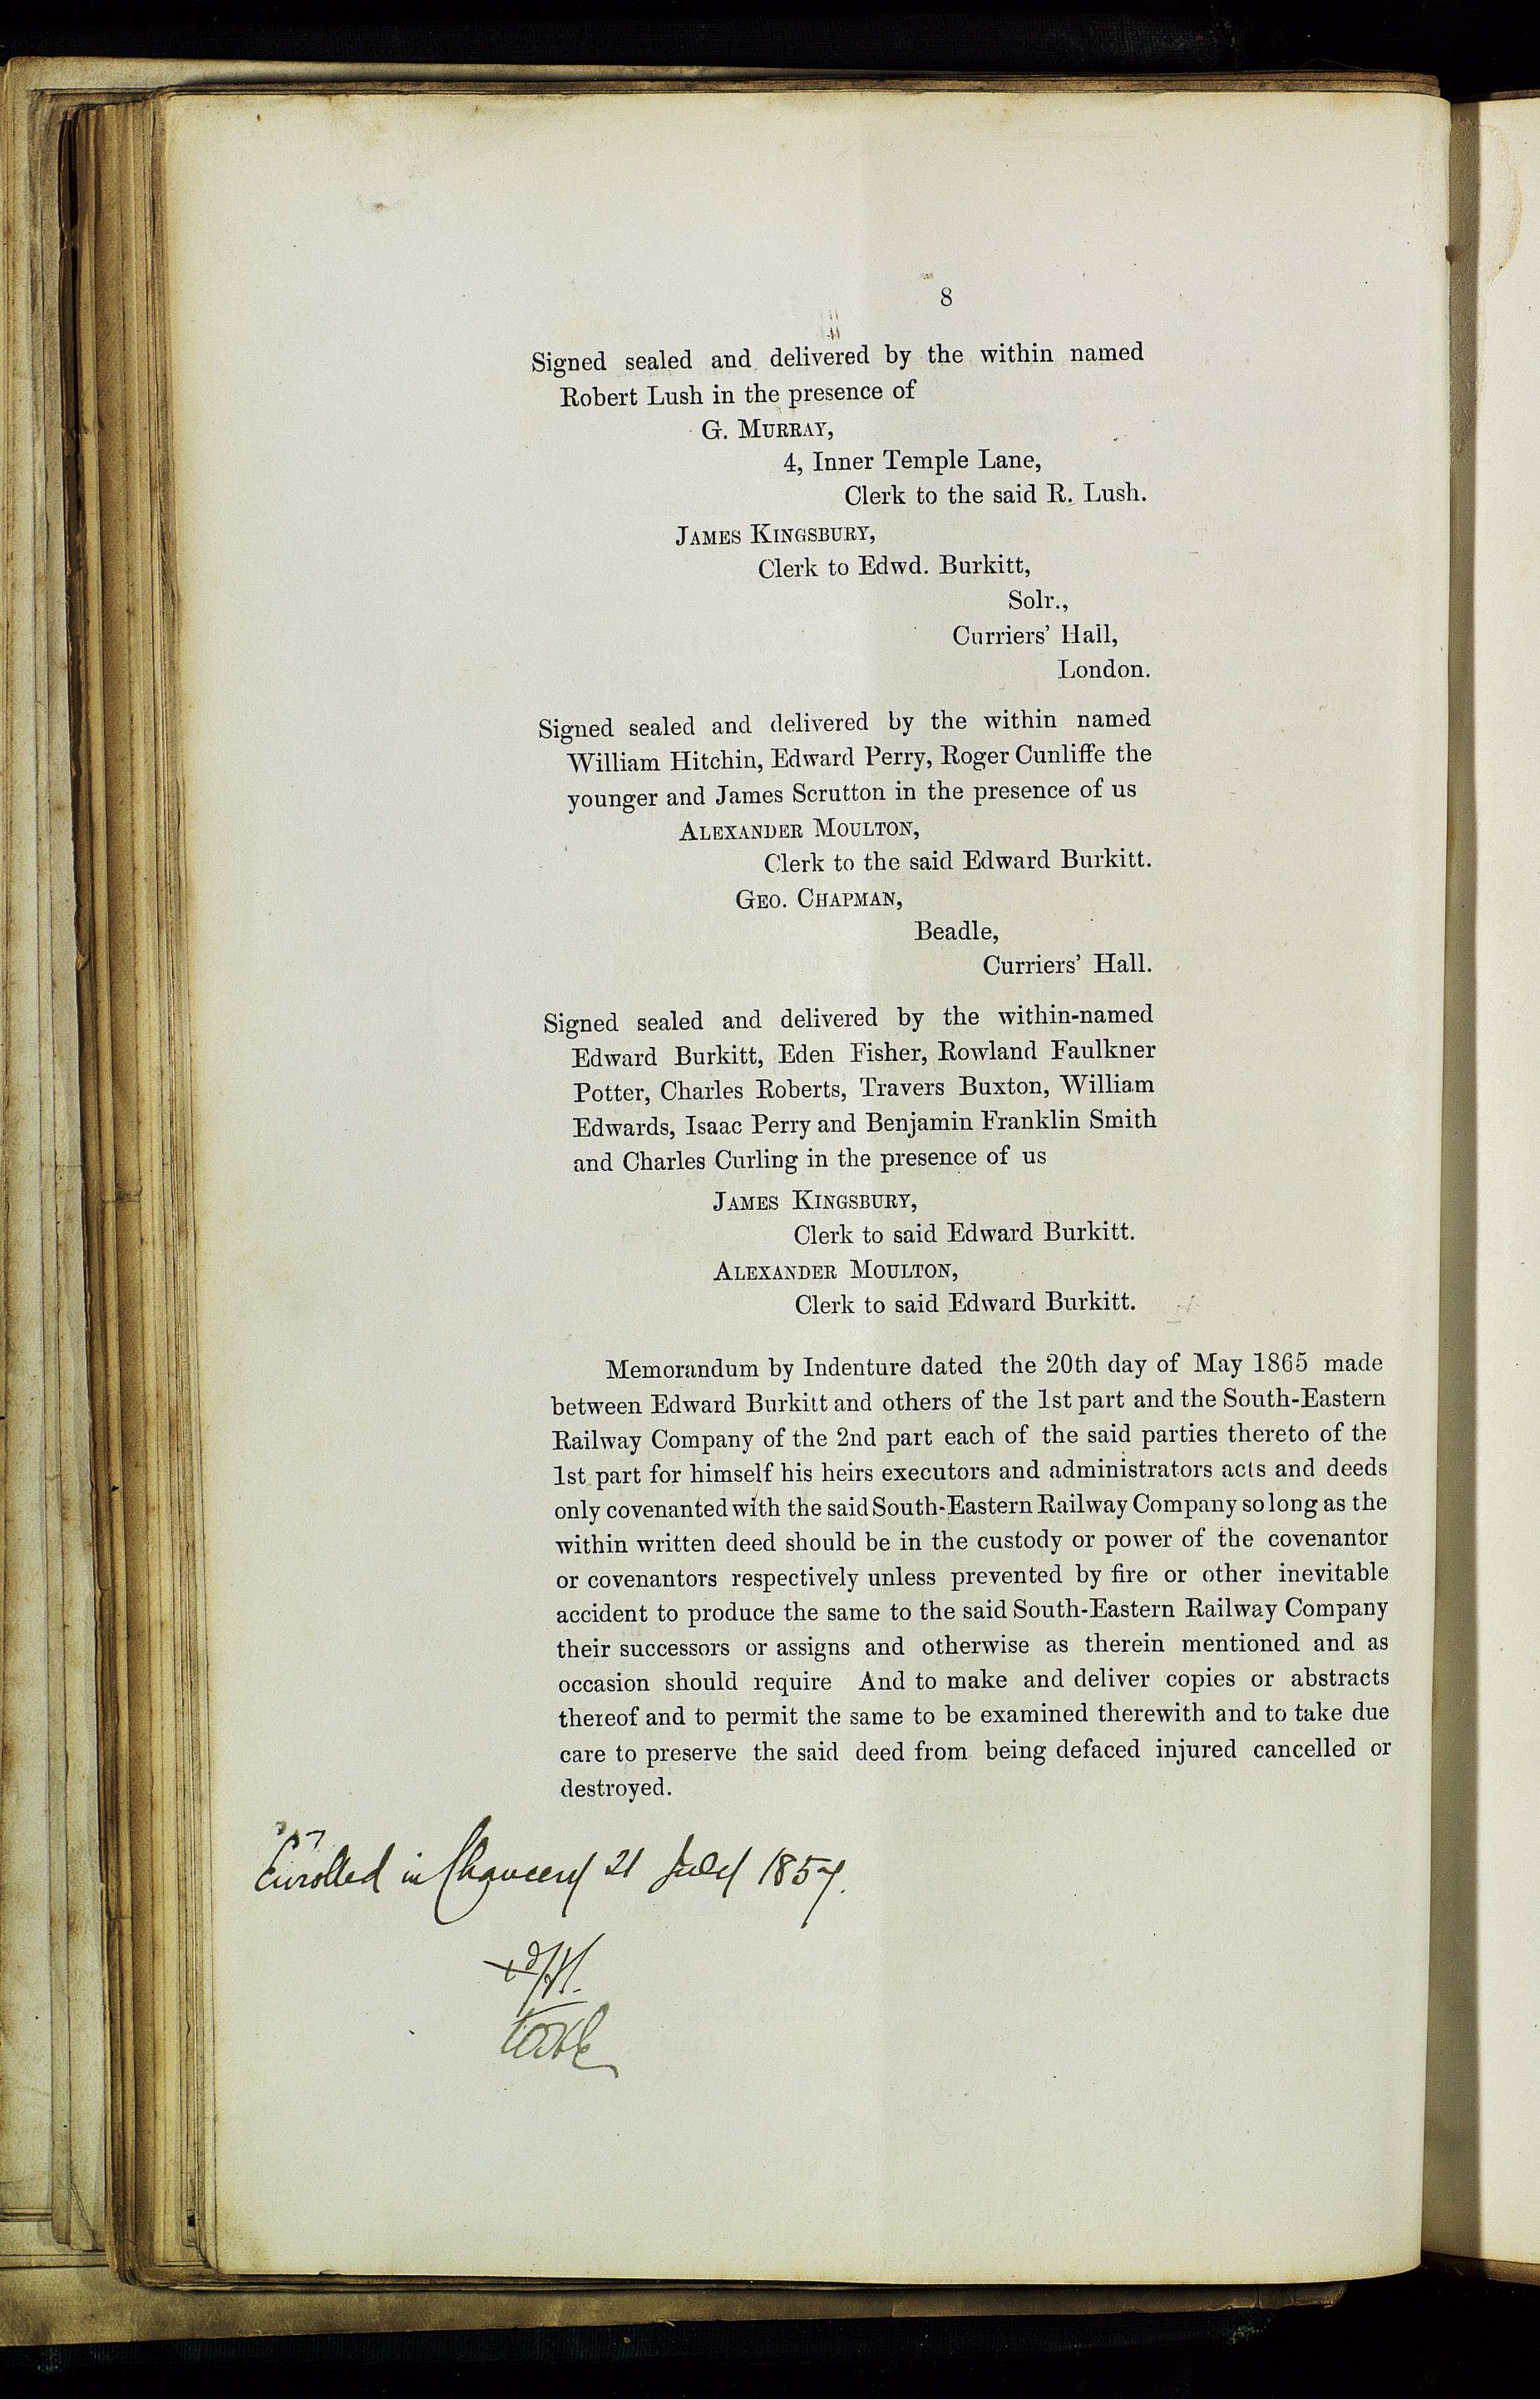 8
Signed sealed and delivered by the within named
Robert Lush in the presence of
G. MURRAY,
4, Inner Temple Lane,
Clerk to the said R. Lush.
JAMES KINGSBURY,
Clerk to Edwd. Burkitt,
Solr.,
Curriers' Hall,
London.
Signed sealed and delivered by the within named
William Hitchin, Edward Perry, Roger Cunliffe the
younger and James Scrutton in the presence of us
ALEXANDER MOULTON,
Clerk to the said Edward Burkitt.
GEO. CHAPMAN,
Beadle,
Curriers' Hall.
Signed sealed and delivered by the within-named
Edward Burkitt, Eden Fisher, Rowland Faulkner
Potter, Charles Roberts, Travers Buxton, William
Edwards, Isaac Perry and Benjamin Franklin Smith
and Charles Curling in the presence of us
JAMES KINGSBURY,
Clerk to said Edward Burkitt.
ALEXANDER MOULTON,
Clerk to said Edward Burkitt.
Memorandum by Indenture dated the 20th day of May 1865 made
between Edward Burkitt and others of the 1st part and the South-Eastern
Railway Company of the 2nd part each of the said parties thereto of the
1st part for himself his heirs executors and administrators acts and deeds
only covenanted with the said South-Eastern Railway Company so long as the
within written deed should be in the custody or power of the covenantor
or covenantors respectively unless prevented by fire or other inevitable
accident to produce the same to the said South-Eastern Railway Company
their successors or assigns and otherwise as therein mentioned and as
occasion should require And to make and deliver copies or abstracts
thereof and to permit the same to be examined therewith and to take due
care to preserve the said deed from being defaced injured cancelled or
destroyed.
Enrolled in Chancery 21 July 1857.